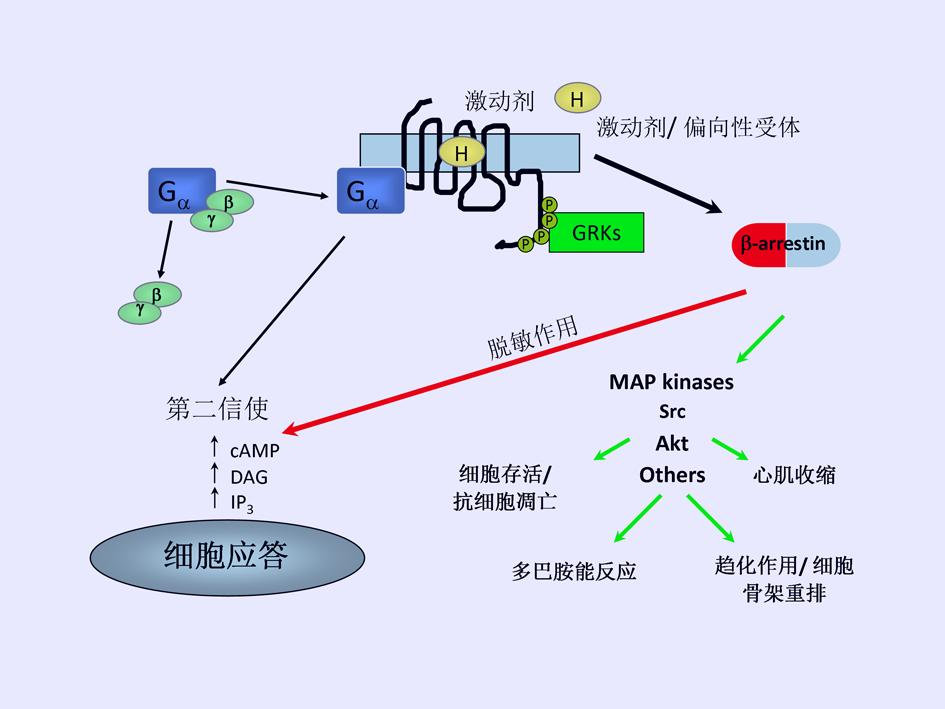 激动剂
H
激动剂/ 偏向性受体
H
Gα
β
γ
Gα
P
P
P
P
GRKs
β-arrestin
β
γ
脱敏作用
第二信使
↑ cAMP
↑ DAG
↑ IP3
细胞应答
MAP kinases
Src
Akt
Others
细胞存活/
抗细胞凋亡
心肌收缩
多巴胺能反应
趋化作用/ 细胞
骨架重排